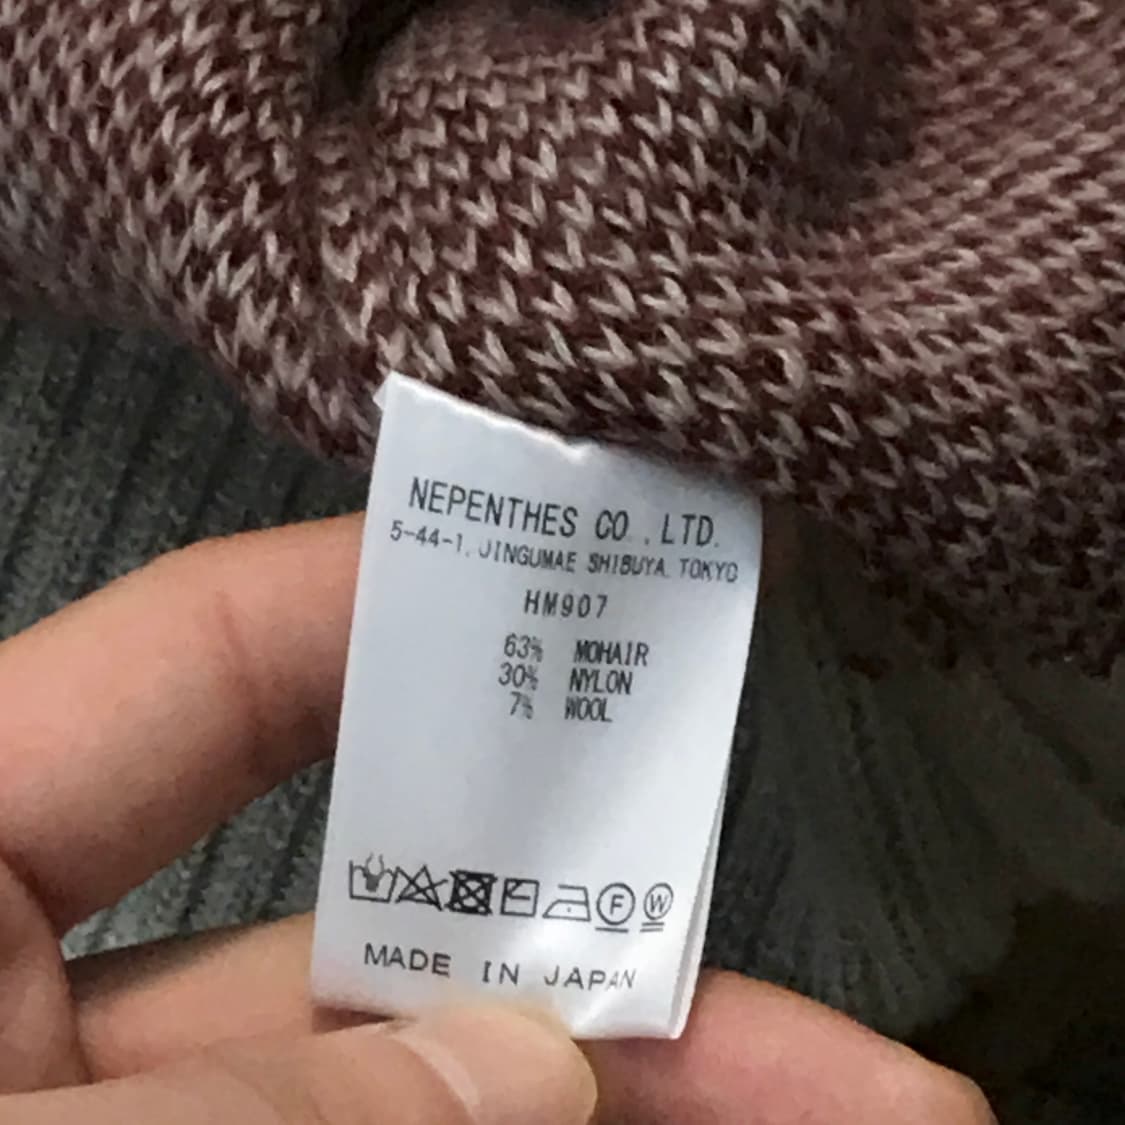 NEPENTHES CO.,LTD.
5-44-1, JINGUMAE SHIBUYA, TOKYO
HM907
63% MOHAIR
30% NYLON
7% WOOL
F W
MADE IN JAPAN